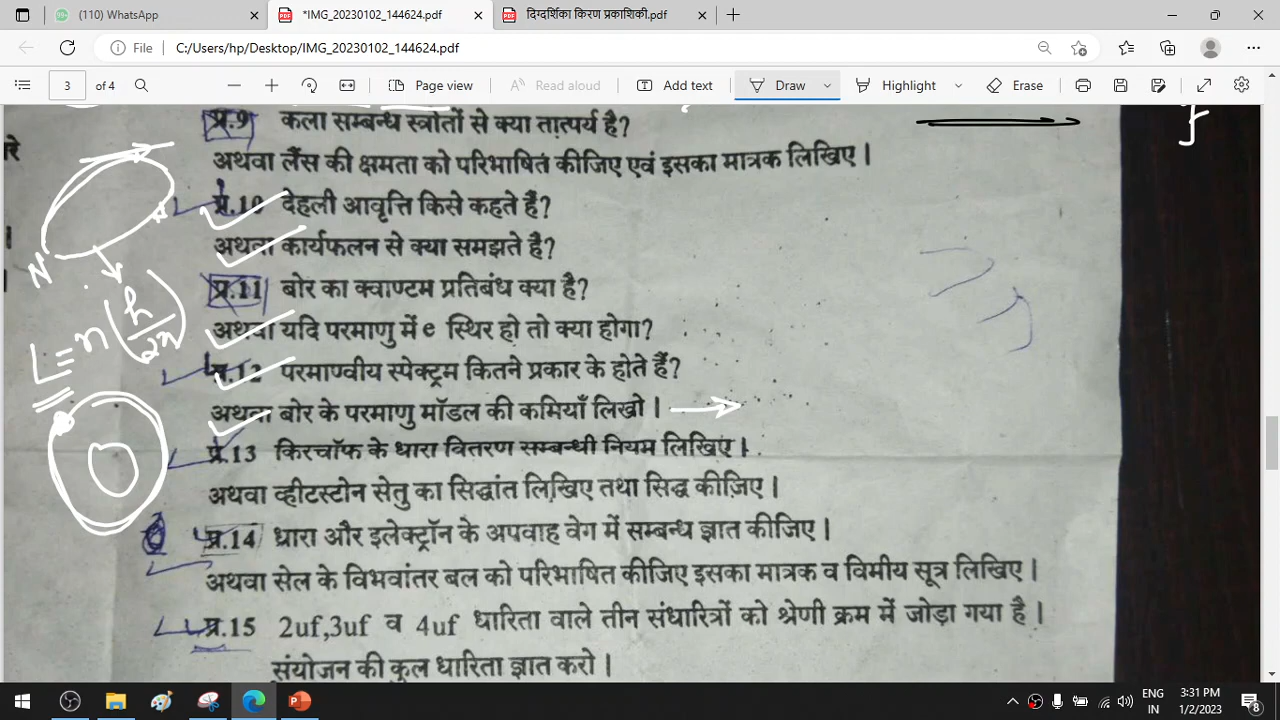 (110) WhatsApp
*IMG_20230102_144624.pdf
दिग्दर्शिका किरण प्रकाशिकी.pdf
File
C:/Users/hp/Desktop/IMG_20230102_144624.pdf
3 of 4
Page view
Read aloud
Add text
Draw
Highlight
Erase
प्र.9 कला सम्बन्ध स्त्रोतों से क्या तात्पर्य है?
अथवा लैंस की क्षमता को परिभाषित कीजिए एवं इसका मात्रक लिखिए।
प्र.10 देहली आवृत्ति किसे कहते हैं?
अथवा कार्यफलन से क्या समझते है?
प्र.11 बोर का क्वाण्टम प्रतिबंध क्या है?
अथवा यदि परमाणु में e स्थिर हो तो क्या होगा?
प्र.12 परमाण्वीय स्पेक्ट्रम कितने प्रकार के होते हैं?
अथवा बोर के परमाणु मॉडल की कमियाँ लिखो।
प्र.13 किरचॉफ के धारा वितरण सम्बन्धी नियम लिखिए।
अथवा व्हीटस्टोन सेतु का सिद्धांत लिखिए तथा सिद्ध कीजिए।
प्र.14 धारा और इलेक्ट्रॉन के अपवाह वेग में सम्बन्ध ज्ञात कीजिए।
अथवा सेल के विभवांतर बल को परिभाषित कीजिए इसका मात्रक व विमीय सूत्र लिखिए।
प्र.15 2uf,3uf व 4uf धारिता वाले तीन संधारित्रों को श्रेणी क्रम में जोड़ा गया है।
संयोजन की कुल धारिता ज्ञात करो।
N
L = n(h/2π)
ENG
IN
3:31 PM
1/2/2023
8